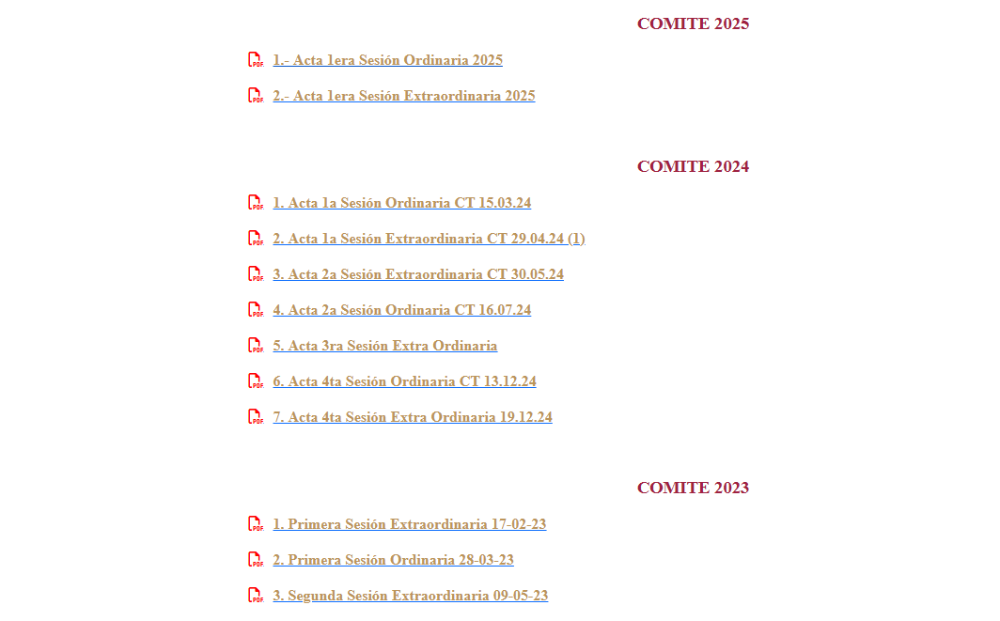 COMITE 2025
1.- Acta 1era Sesión Ordinaria 2025
2.- Acta 1era Sesión Extraordinaria 2025
COMITE 2024
1. Acta 1a Sesión Ordinaria CT 15.03.24
2. Acta 1a Sesión Extraordinaria CT 29.04.24 (1)
3. Acta 2a Sesión Extraordinaria CT 30.05.24
4. Acta 2a Sesión Ordinaria CT 16.07.24
5. Acta 3ra Sesión Extra Ordinaria
6. Acta 4ta Sesión Ordinaria CT 13.12.24
7. Acta 4ta Sesión Extra Ordinaria 19.12.24
COMITE 2023
1. Primera Sesión Extraordinaria 17-02-23
2. Primera Sesión Ordinaria 28-03-23
3. Segunda Sesión Extraordinaria 09-05-23